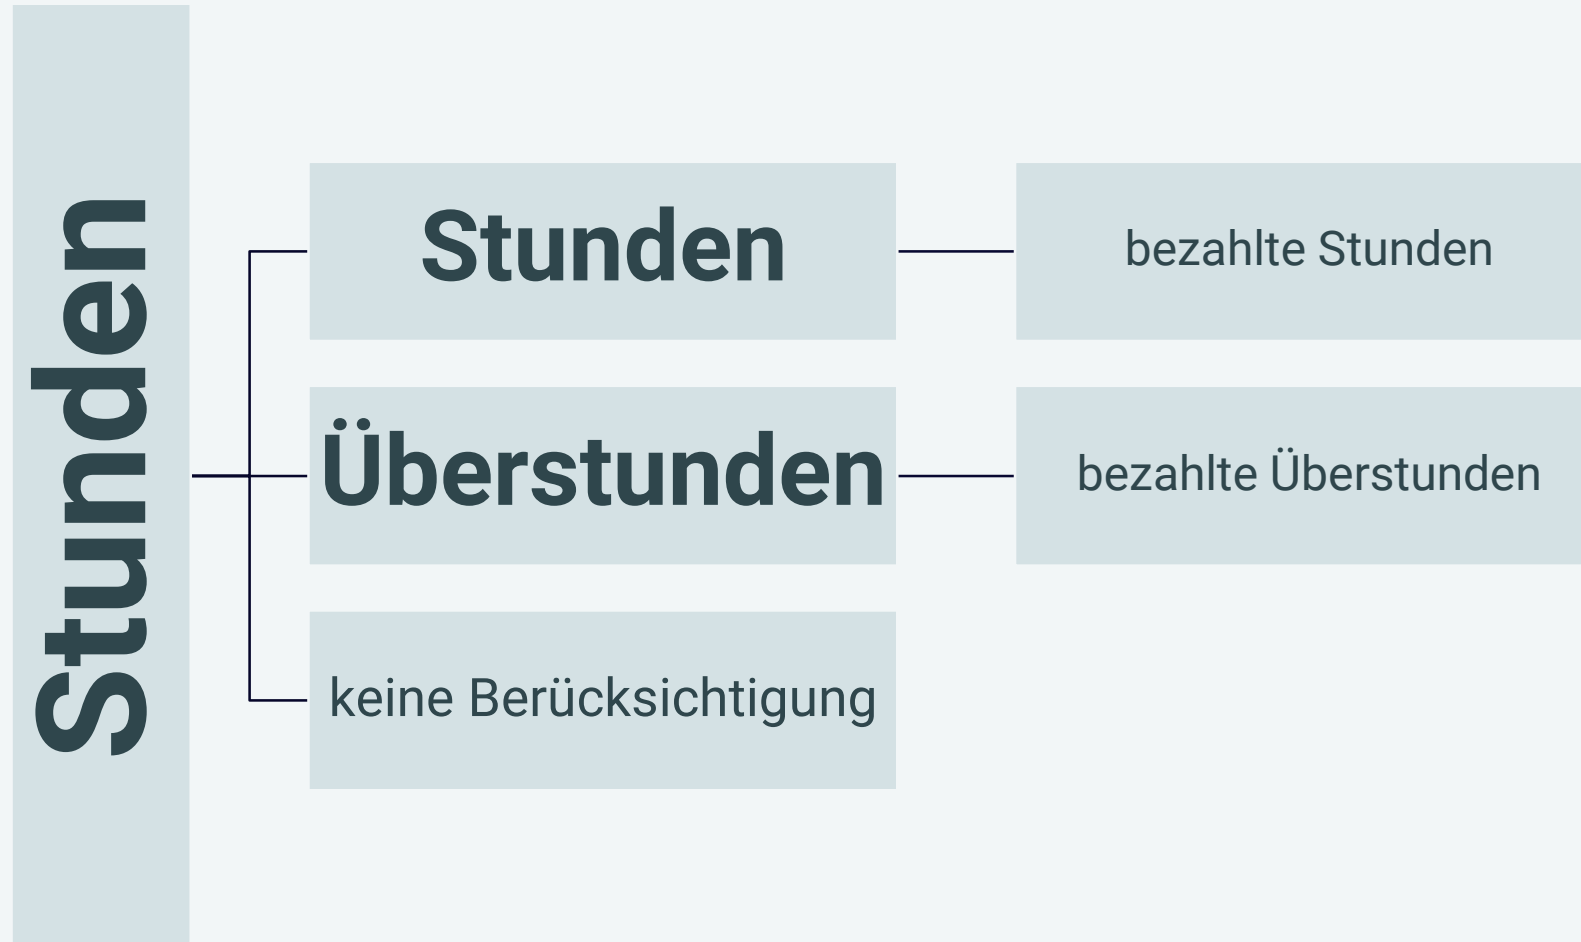 Stunden
Stunden
bezahlte Stunden
Überstunden
bezahlte Überstunden
keine Berücksichtigung